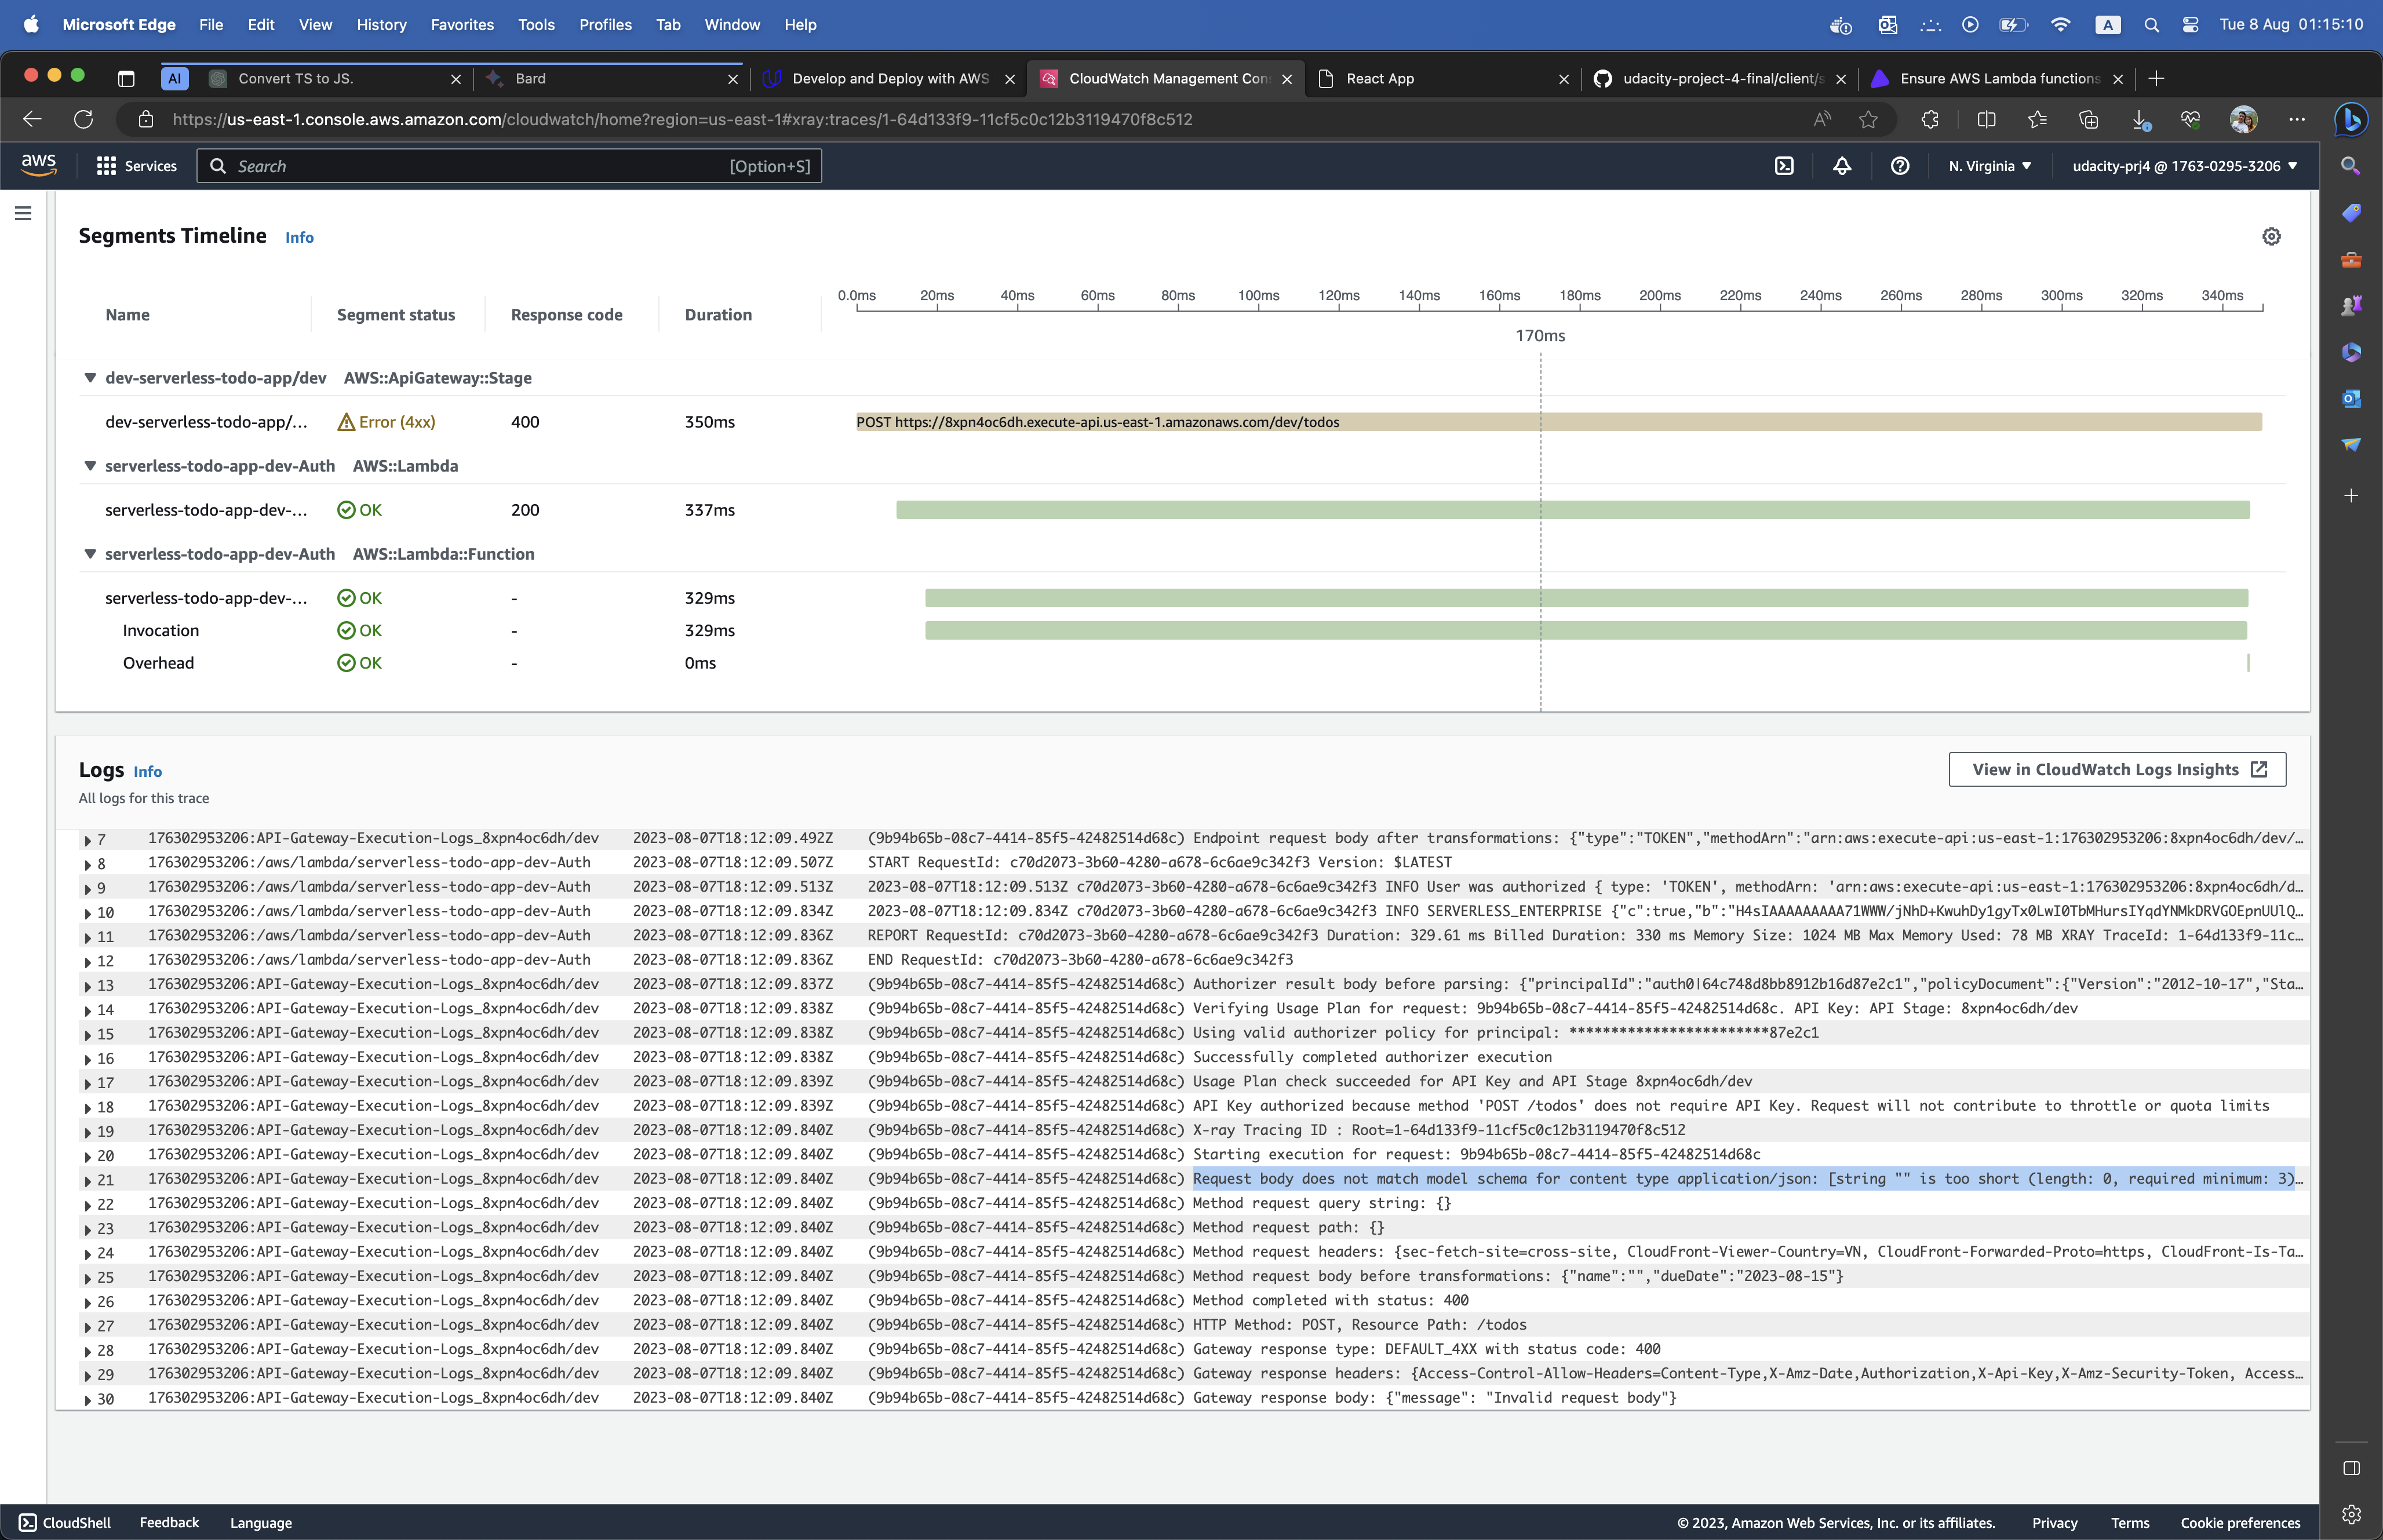 Microsoft Edge File Edit View History Favorites Tools Profiles Tab Window Help A Tue 8 Aug 01:15:10
AI Convert TS to JS. Bard Develop and Deploy with AWS CloudWatch Management Con React App udacity-project-4-final/client/s Ensure AWS Lambda functions
https://us-east-1.console.aws.amazon.com/cloudwatch/home?region=us-east-1#xray:traces/1-64d133f9-11cf5c0c12b3119470f8c512
aws Services Search [Option+S] N. Virginia udacity-prj4 @ 1763-0295-3206
Segments Timeline Info
0.0ms 20ms 40ms 60ms 80ms 100ms 120ms 140ms 160ms 180ms 200ms 220ms 240ms 260ms 280ms 300ms 320ms 340ms
Name Segment status Response code Duration
170ms
dev-serverless-todo-app/dev AWS::ApiGateway::Stage
dev-serverless-todo-app/... Error (4xx) 400 350ms POST https://8xpn4oc6dh.execute-api.us-east-1.amazonaws.com/dev/todos
serverless-todo-app-dev-Auth AWS::Lambda
serverless-todo-app-dev-... OK 200 337ms
serverless-todo-app-dev-Auth AWS::Lambda::Function
serverless-todo-app-dev-... OK - 329ms
Invocation OK - 329ms
Overhead OK - 0ms
Logs Info
View in CloudWatch Logs Insights
All logs for this trace
7 176302953206:API-Gateway-Execution-Logs_8xpn4oc6dh/dev 2023-08-07T18:12:09.492Z (9b94b65b-08c7-4414-85f5-42482514d68c) Endpoint request body after transformations: {"type":"TOKEN","methodArn":"arn:aws:execute-api:us-east-1:176302953206:8xpn4oc6dh/dev/...
8 176302953206:/aws/lambda/serverless-todo-app-dev-Auth 2023-08-07T18:12:09.507Z START RequestId: c70d2073-3b60-4280-a678-6c6ae9c342f3 Version: $LATEST
9 176302953206:/aws/lambda/serverless-todo-app-dev-Auth 2023-08-07T18:12:09.513Z 2023-08-07T18:12:09.513Z c70d2073-3b60-4280-a678-6c6ae9c342f3 INFO User was authorized { type: 'TOKEN', methodArn: 'arn:aws:execute-api:us-east-1:176302953206:8xpn4oc6dh/d...
10 176302953206:/aws/lambda/serverless-todo-app-dev-Auth 2023-08-07T18:12:09.834Z 2023-08-07T18:12:09.834Z c70d2073-3b60-4280-a678-6c6ae9c342f3 INFO SERVERLESS_ENTERPRISE {"c":true,"b":"H4sIAAAAAAAAA71WWW/jNhD+KwuhDy1gyTx0LwI0TbMHursIYqdYNMkDRVGOEpnUUlQ...
11 176302953206:/aws/lambda/serverless-todo-app-dev-Auth 2023-08-07T18:12:09.836Z REPORT RequestId: c70d2073-3b60-4280-a678-6c6ae9c342f3 Duration: 329.61 ms Billed Duration: 330 ms Memory Size: 1024 MB Max Memory Used: 78 MB XRAY TraceId: 1-64d133f9-11c...
12 176302953206:/aws/lambda/serverless-todo-app-dev-Auth 2023-08-07T18:12:09.836Z END RequestId: c70d2073-3b60-4280-a678-6c6ae9c342f3
13 176302953206:API-Gateway-Execution-Logs_8xpn4oc6dh/dev 2023-08-07T18:12:09.837Z (9b94b65b-08c7-4414-85f5-42482514d68c) Authorizer result body before parsing: {"principalId":"auth0|64c748d8bb8912b16d87e2c1","policyDocument":{"Version":"2012-10-17","Sta...
14 176302953206:API-Gateway-Execution-Logs_8xpn4oc6dh/dev 2023-08-07T18:12:09.838Z (9b94b65b-08c7-4414-85f5-42482514d68c) Verifying Usage Plan for request: 9b94b65b-08c7-4414-85f5-42482514d68c. API Key: API Stage: 8xpn4oc6dh/dev
15 176302953206:API-Gateway-Execution-Logs_8xpn4oc6dh/dev 2023-08-07T18:12:09.838Z (9b94b65b-08c7-4414-85f5-42482514d68c) Using valid authorizer policy for principal: ************************87e2c1
16 176302953206:API-Gateway-Execution-Logs_8xpn4oc6dh/dev 2023-08-07T18:12:09.838Z (9b94b65b-08c7-4414-85f5-42482514d68c) Successfully completed authorizer execution
17 176302953206:API-Gateway-Execution-Logs_8xpn4oc6dh/dev 2023-08-07T18:12:09.839Z (9b94b65b-08c7-4414-85f5-42482514d68c) Usage Plan check succeeded for API Key and API Stage 8xpn4oc6dh/dev
18 176302953206:API-Gateway-Execution-Logs_8xpn4oc6dh/dev 2023-08-07T18:12:09.839Z (9b94b65b-08c7-4414-85f5-42482514d68c) API Key authorized because method 'POST /todos' does not require API Key. Request will not contribute to throttle or quota limits
19 176302953206:API-Gateway-Execution-Logs_8xpn4oc6dh/dev 2023-08-07T18:12:09.840Z (9b94b65b-08c7-4414-85f5-42482514d68c) X-ray Tracing ID : Root=1-64d133f9-11cf5c0c12b3119470f8c512
20 176302953206:API-Gateway-Execution-Logs_8xpn4oc6dh/dev 2023-08-07T18:12:09.840Z (9b94b65b-08c7-4414-85f5-42482514d68c) Starting execution for request: 9b94b65b-08c7-4414-85f5-42482514d68c
21 176302953206:API-Gateway-Execution-Logs_8xpn4oc6dh/dev 2023-08-07T18:12:09.840Z (9b94b65b-08c7-4414-85f5-42482514d68c) Request body does not match model schema for content type application/json: [string "" is too short (length: 0, required minimum: 3)...
22 176302953206:API-Gateway-Execution-Logs_8xpn4oc6dh/dev 2023-08-07T18:12:09.840Z (9b94b65b-08c7-4414-85f5-42482514d68c) Method request query string: {}
23 176302953206:API-Gateway-Execution-Logs_8xpn4oc6dh/dev 2023-08-07T18:12:09.840Z (9b94b65b-08c7-4414-85f5-42482514d68c) Method request path: {}
24 176302953206:API-Gateway-Execution-Logs_8xpn4oc6dh/dev 2023-08-07T18:12:09.840Z (9b94b65b-08c7-4414-85f5-42482514d68c) Method request headers: {sec-fetch-site=cross-site, CloudFront-Viewer-Country=VN, CloudFront-Forwarded-Proto=https, CloudFront-Is-Ta...
25 176302953206:API-Gateway-Execution-Logs_8xpn4oc6dh/dev 2023-08-07T18:12:09.840Z (9b94b65b-08c7-4414-85f5-42482514d68c) Method request body before transformations: {"name":"","dueDate":"2023-08-15"}
26 176302953206:API-Gateway-Execution-Logs_8xpn4oc6dh/dev 2023-08-07T18:12:09.840Z (9b94b65b-08c7-4414-85f5-42482514d68c) Method completed with status: 400
27 176302953206:API-Gateway-Execution-Logs_8xpn4oc6dh/dev 2023-08-07T18:12:09.840Z (9b94b65b-08c7-4414-85f5-42482514d68c) HTTP Method: POST, Resource Path: /todos
28 176302953206:API-Gateway-Execution-Logs_8xpn4oc6dh/dev 2023-08-07T18:12:09.840Z (9b94b65b-08c7-4414-85f5-42482514d68c) Gateway response type: DEFAULT_4XX with status code: 400
29 176302953206:API-Gateway-Execution-Logs_8xpn4oc6dh/dev 2023-08-07T18:12:09.840Z (9b94b65b-08c7-4414-85f5-42482514d68c) Gateway response headers: {Access-Control-Allow-Headers=Content-Type,X-Amz-Date,Authorization,X-Api-Key,X-Amz-Security-Token, Access...
30 176302953206:API-Gateway-Execution-Logs_8xpn4oc6dh/dev 2023-08-07T18:12:09.840Z (9b94b65b-08c7-4414-85f5-42482514d68c) Gateway response body: {"message": "Invalid request body"}
CloudShell Feedback Language © 2023, Amazon Web Services, Inc. or its affiliates. Privacy Terms Cookie preferences